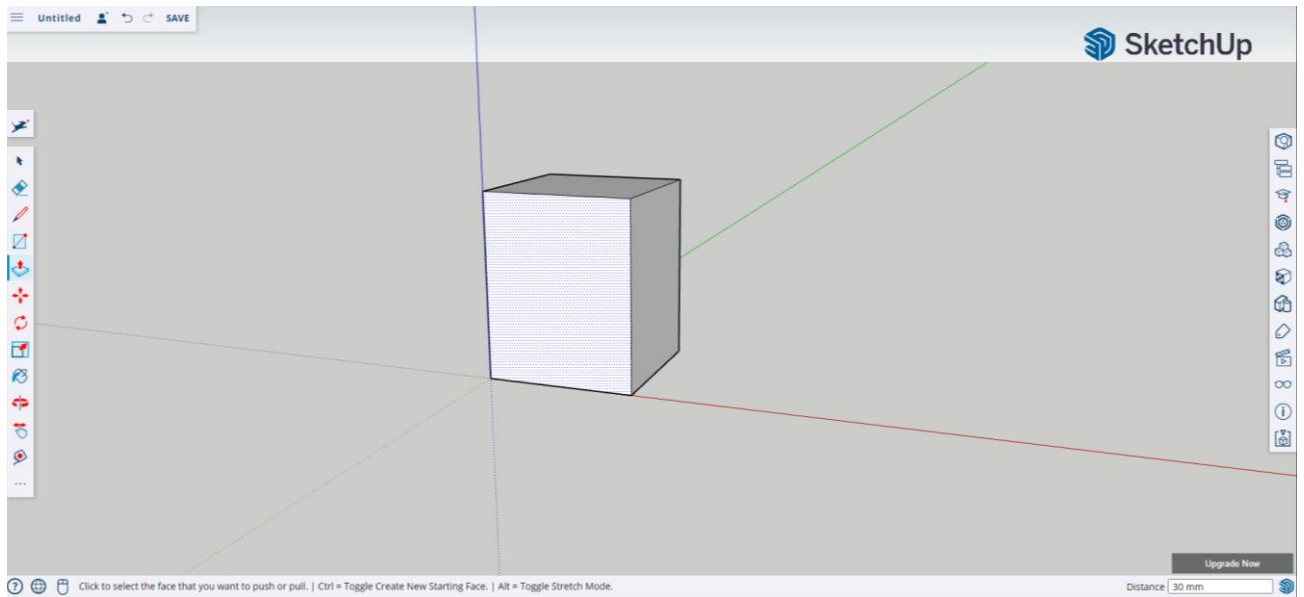 Untitled SAVE
SketchUp
Upgrade Now
Click to select the face that you want to push or pull. | Ctrl = Toggle Create New Starting Face. | Alt = Toggle Stretch Mode. Distance 30 mm